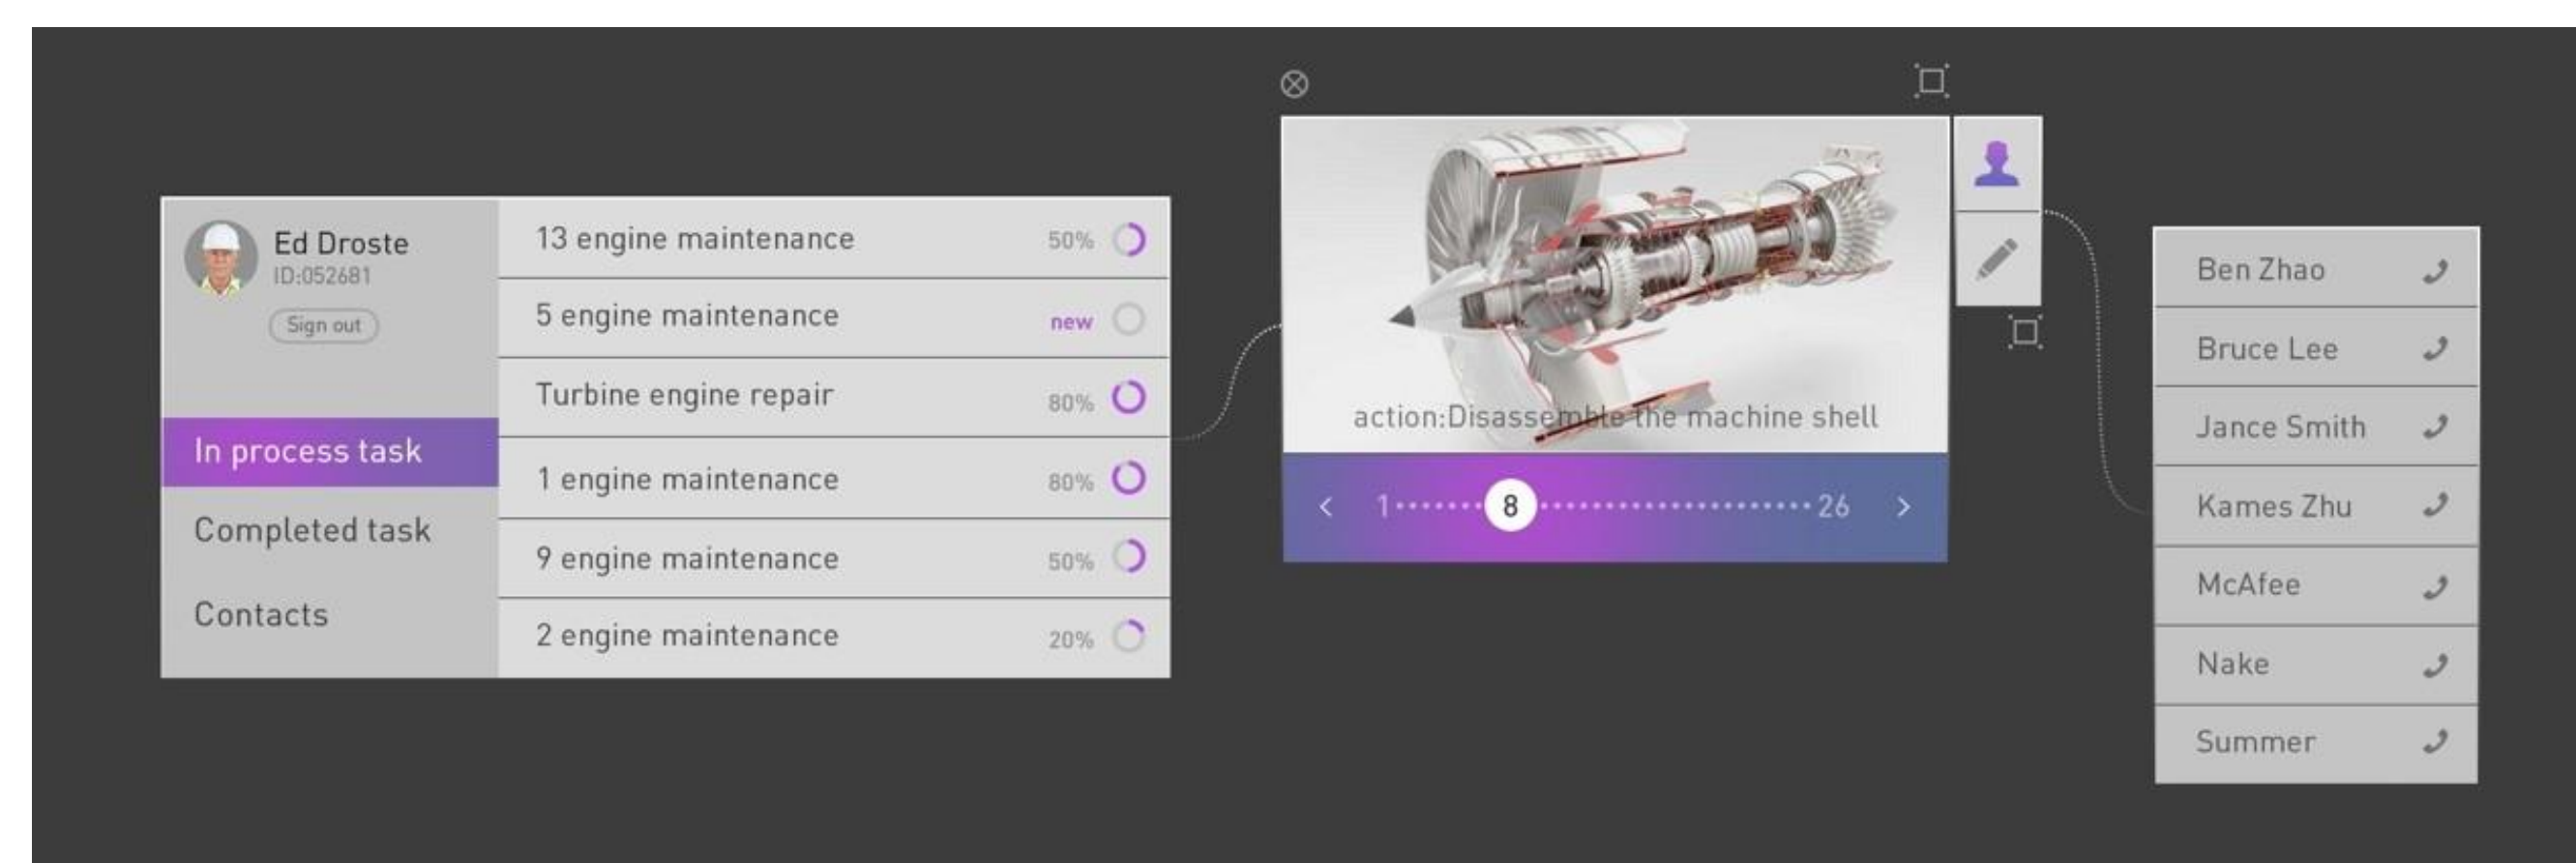 Ed Droste
ID:052681
Sign out
In process task
Completed task
Contacts
13 engine maintenance 50%
5 engine maintenance new
Turbine engine repair 80%
1 engine maintenance 80%
9 engine maintenance 50%
2 engine maintenance 20%
action:Disassemble the machine shell
< 1 8 26 >
Ben Zhao
Bruce Lee
Jance Smith
Kames Zhu
McAfee
Nake
Summer